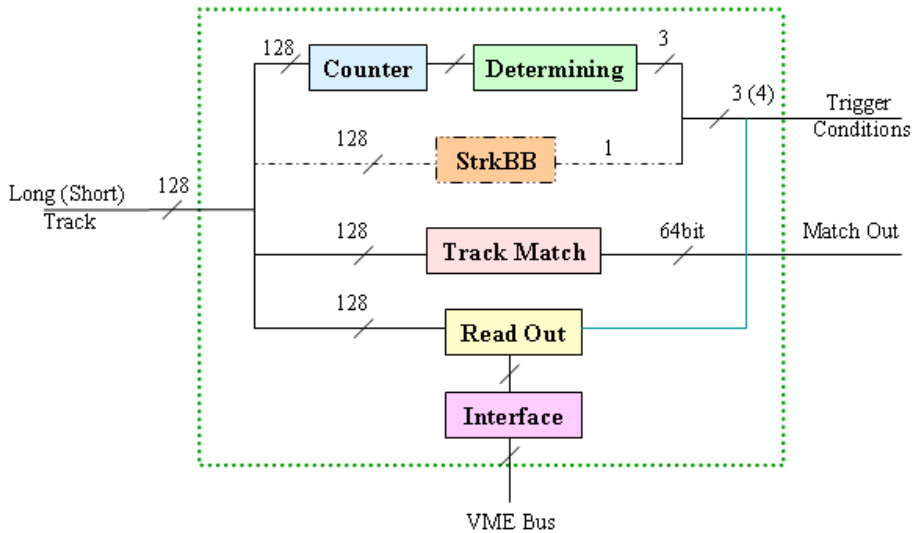 128
Counter
Determining
3
3 (4)
Trigger
Conditions
128
StrkBB
1
Long (Short)
Track
128
128
Track Match
64bit
Match Out
128
Read Out
Interface
VME Bus